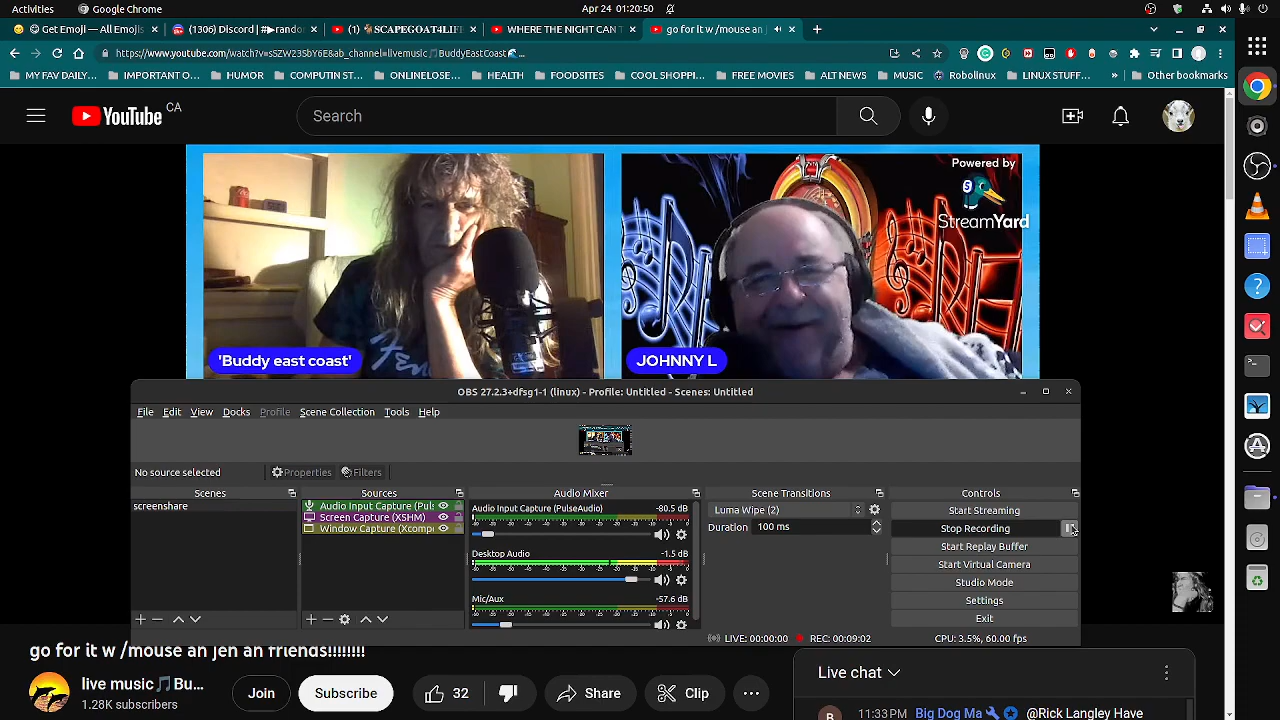 Activities
Google Chrome
Apr 24 01:20:50
Get Emoji — All Emojis
(1306) Discord | #▶rando
(1) 🐐SCAPEGOAT4LIFE
WHERE THE NIGHT CAN T
go for it w /mouse an jen
MY FAV DAILY...
IMPORTANT O...
HUMOR
COMPUTIN ST...
ONLINELOSE...
HEALTH
FOODSITES
COOL SHOPPI...
FREE MOVIES
ALT NEWS
MUSIC
Robolinux
LINUX STUFF...
»
Other bookmarks
YouTube CA
Search
Powered by
StreamYard
'Buddy east coast'
JOHNNY L
OBS 27.2.3+dfsg1-1 (linux) - Profile: Untitled - Scenes: Untitled
File Edit View Docks Profile Scene Collection Tools Help
No source selected
Properties
Filters
Scenes
Sources
Audio Mixer
Scene Transitions
Controls
screenshare
Audio Input Capture (Puls
Screen Capture (XSHM)
Window Capture (Xcomp
Audio Input Capture (PulseAudio)
-80.5 dB
Desktop Audio
-1.5 dB
Mic/Aux
-57.6 dB
Luma Wipe (2)
Duration 100 ms
Start Streaming
Stop Recording
Start Replay Buffer
Start Virtual Camera
Studio Mode
Settings
Exit
LIVE: 00:00:00
REC: 00:09:02
CPU: 3.5%, 60.00 fps
go for it w /mouse an jen an friends!!!!!!!!
live music🎵Bu...
1.28K subscribers
Join
Subscribe
32
Share
Clip
Live chat
B
11:33 PM Big Dog Ma @Rick Langley Have